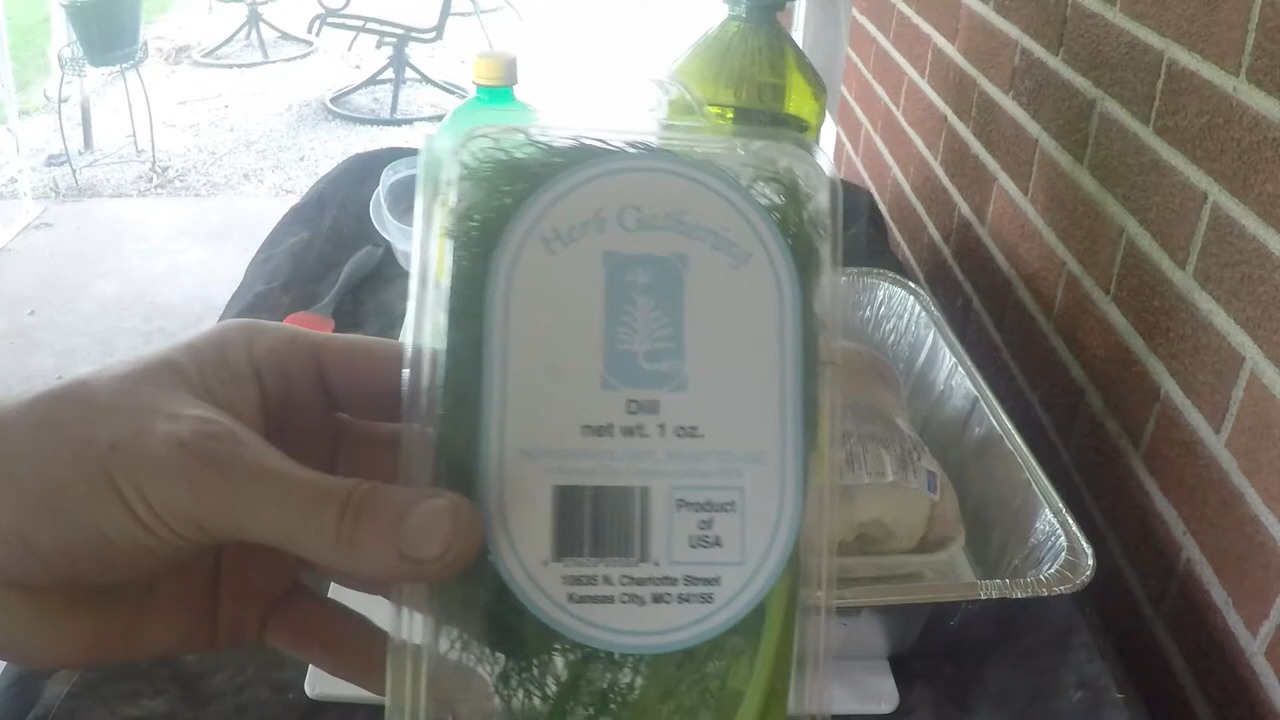 Herb Gathering
Dill
net wt. 1 oz.
Product
of
USA
10635 N. Charlotte Street
Kansas City, MO 64155